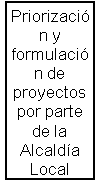 Priorizació
n y
formulació
n de
proyectos
por parte
de la
Alcaldía
Local